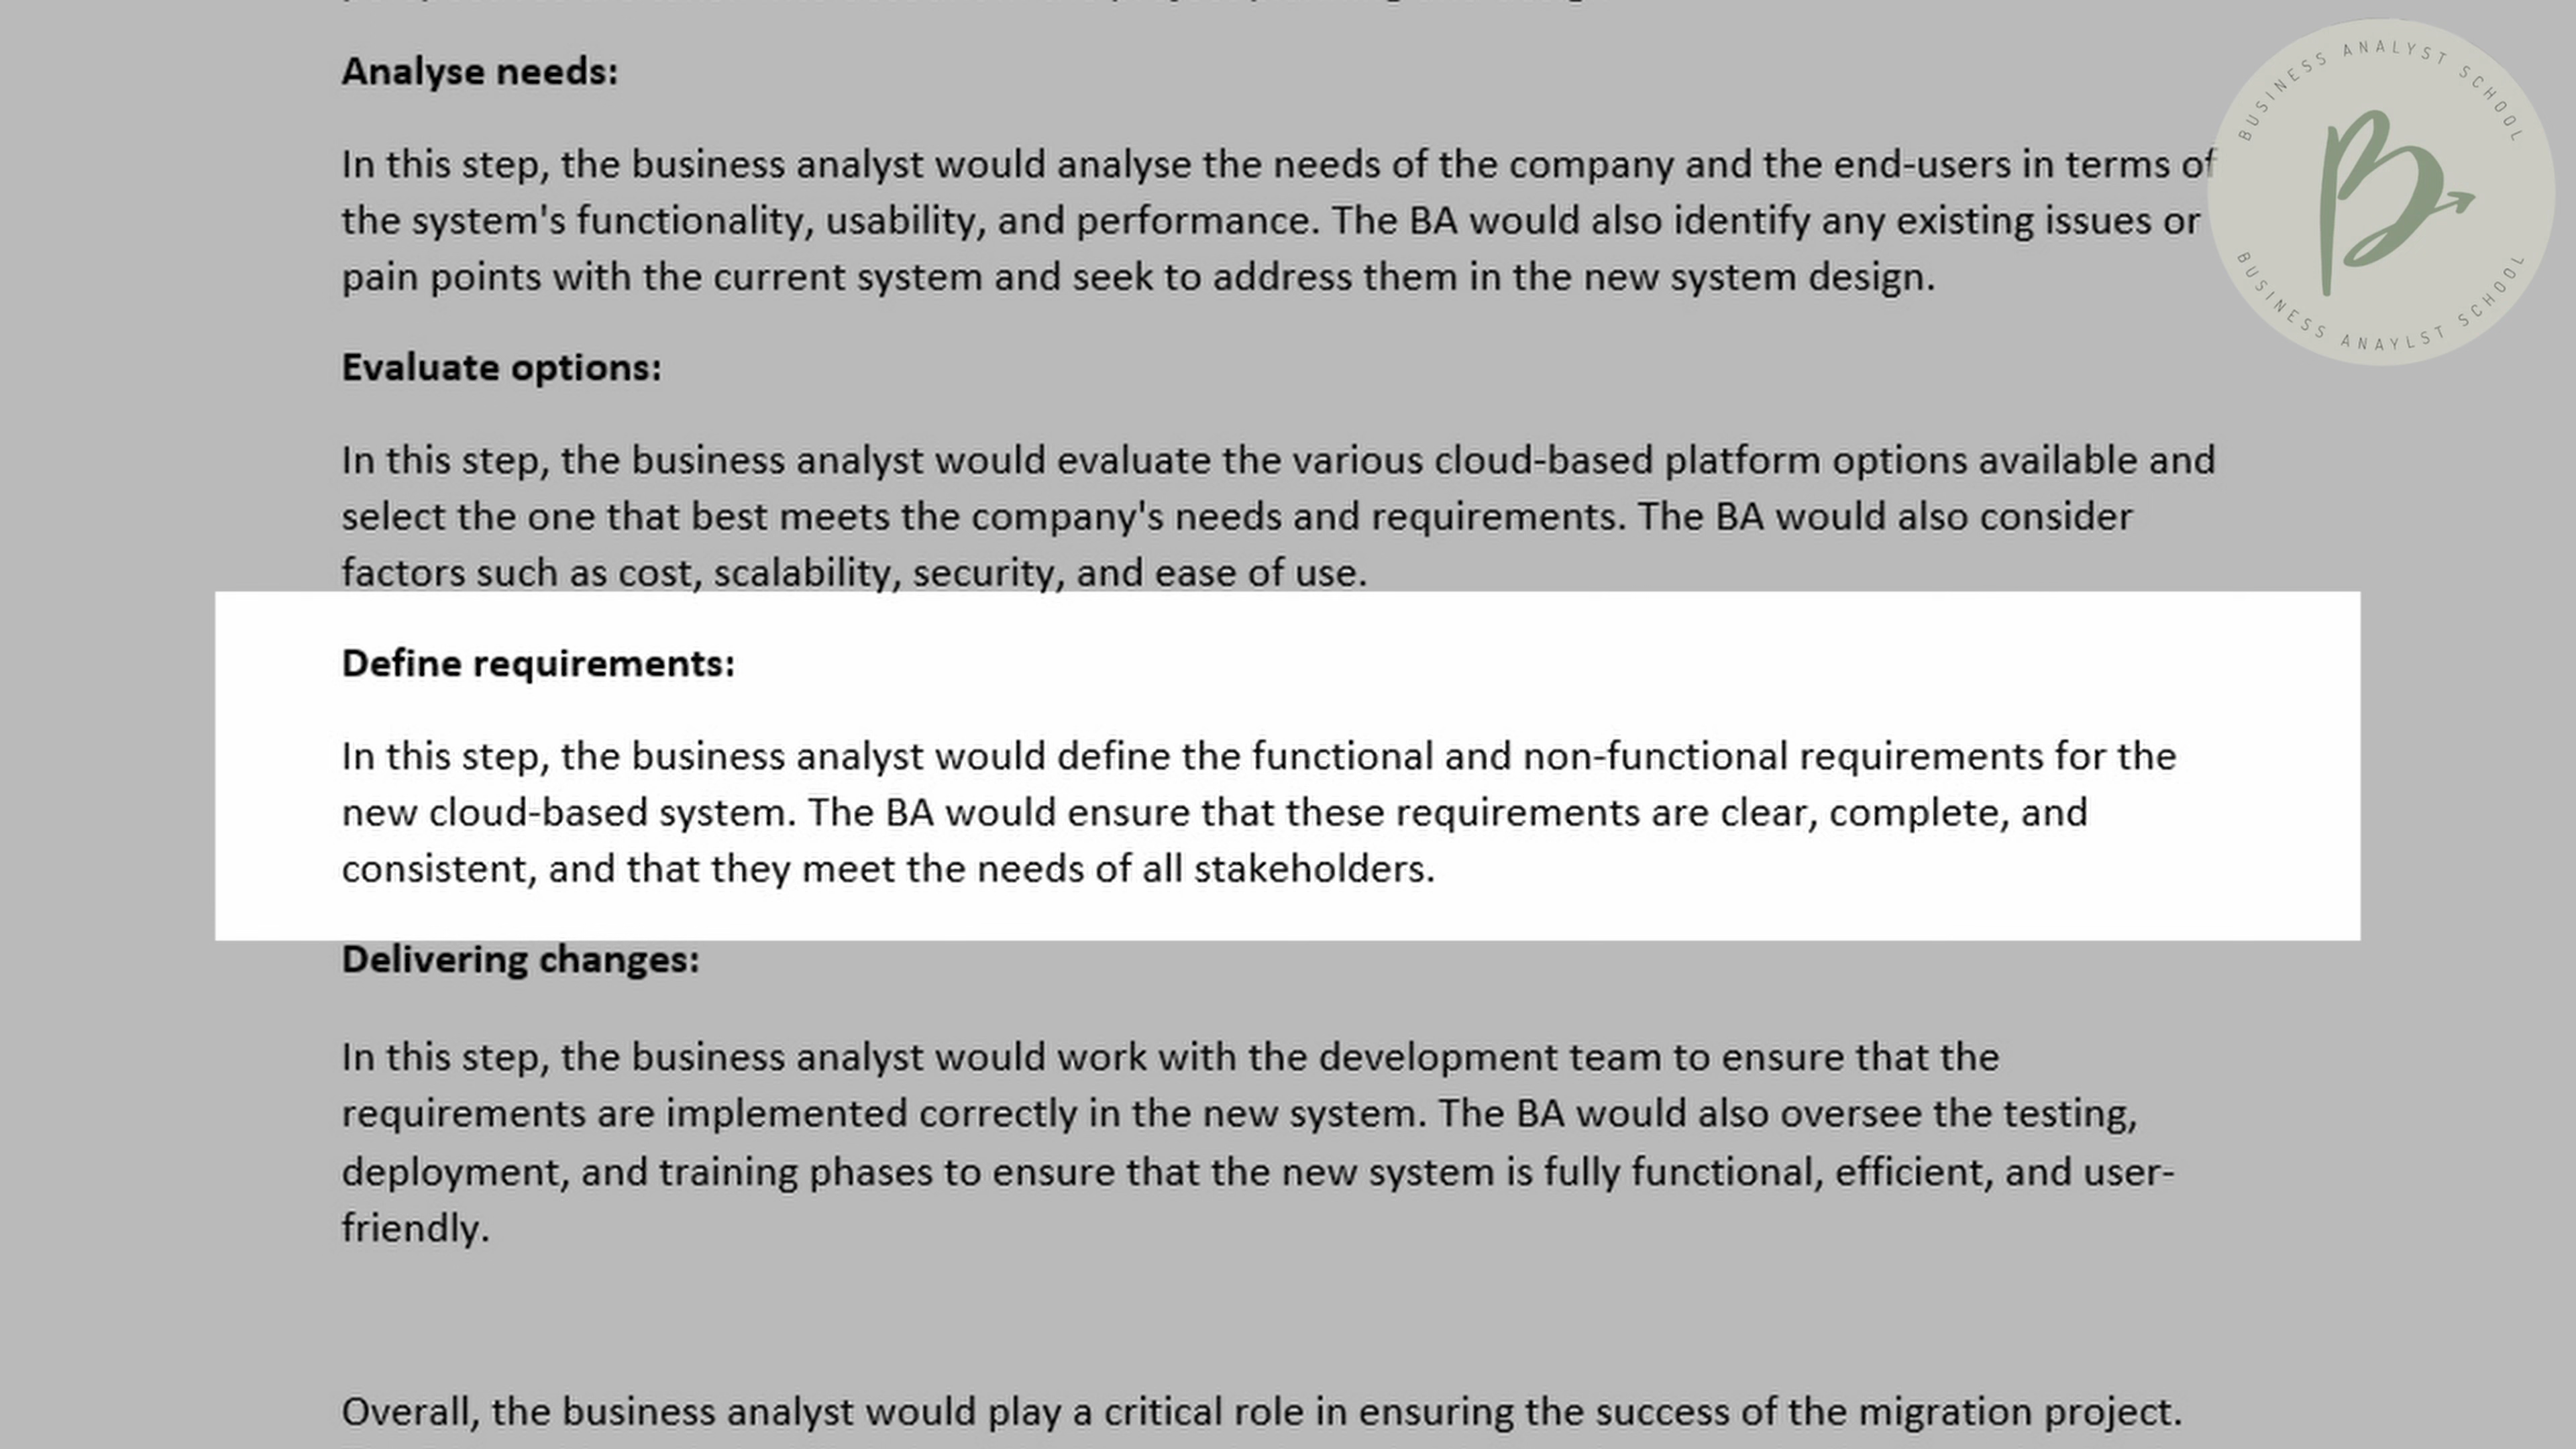 Analyse needs:
In this step, the business analyst would analyse the needs of the company and the end-users in terms of
the system's functionality, usability, and performance. The BA would also identify any existing issues or
pain points with the current system and seek to address them in the new system design.
Evaluate options:
In this step, the business analyst would evaluate the various cloud-based platform options available and
select the one that best meets the company's needs and requirements. The BA would also consider
factors such as cost, scalability, security, and ease of use.
Define requirements:
In this step, the business analyst would define the functional and non-functional requirements for the
new cloud-based system. The BA would ensure that these requirements are clear, complete, and
consistent, and that they meet the needs of all stakeholders.
Delivering changes:
In this step, the business analyst would work with the development team to ensure that the
requirements are implemented correctly in the new system. The BA would also oversee the testing,
deployment, and training phases to ensure that the new system is fully functional, efficient, and user-
friendly.
Overall, the business analyst would play a critical role in ensuring the success of the migration project.
BUSINESS ANALYST SCHOOL
B
BUSINESS ANAYLST SCHOOL